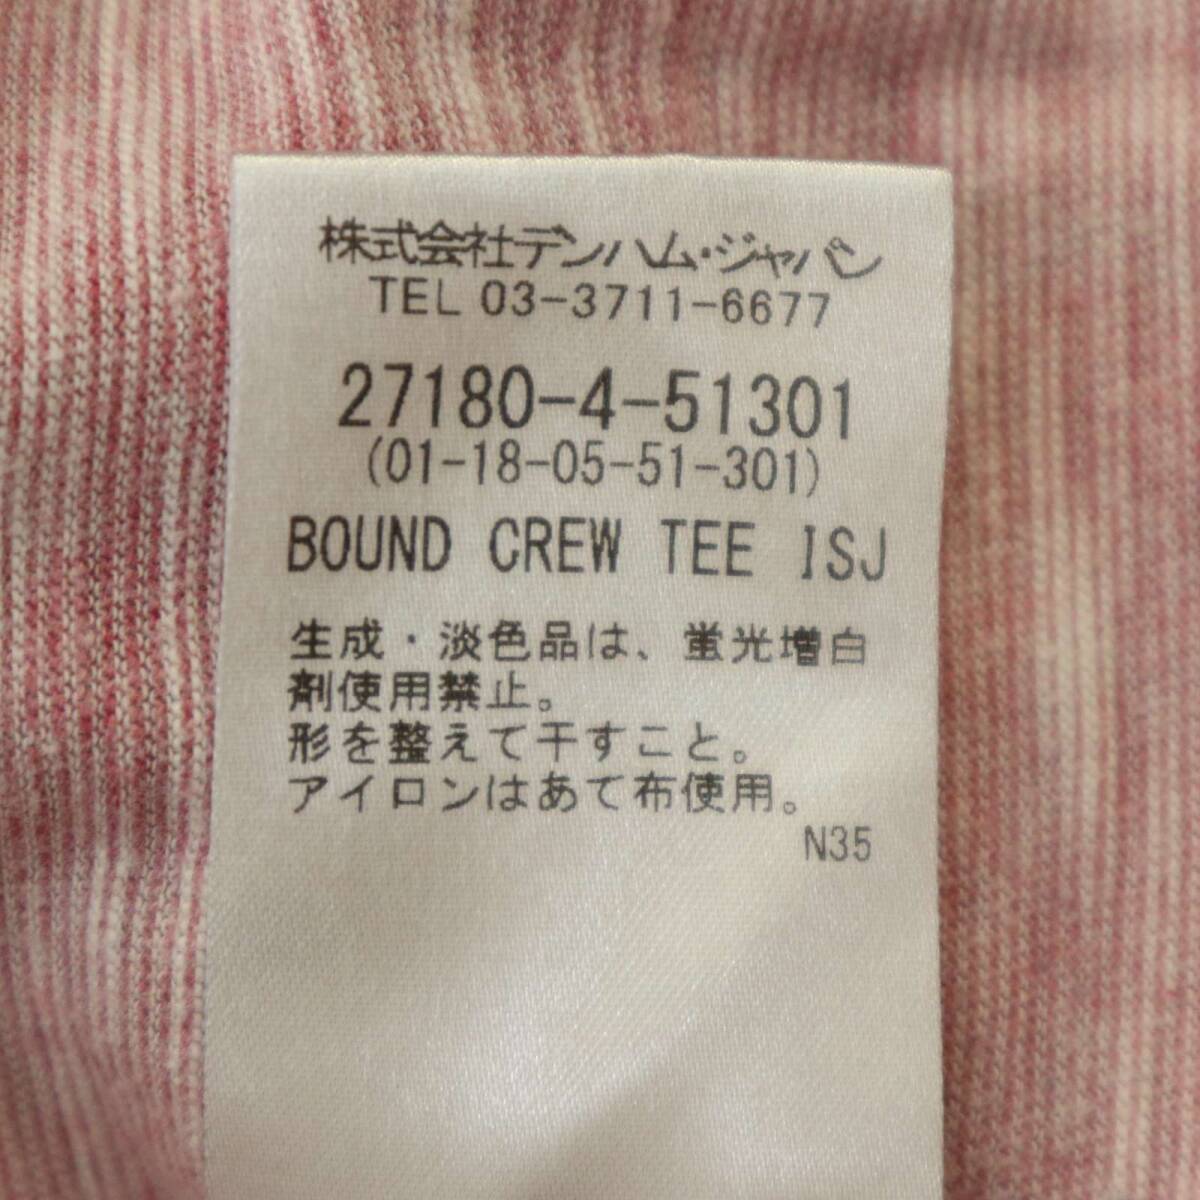 株式会社デンハム・ジャパン
TEL 03-3711-6677
27180-4-51301
(01-18-05-51-301)
BOUND CREW TEE ISJ
生成・淡色品は、蛍光増白
剤使用禁止。
形を整えて干すこと。
アイロンはあて布使用。
N35